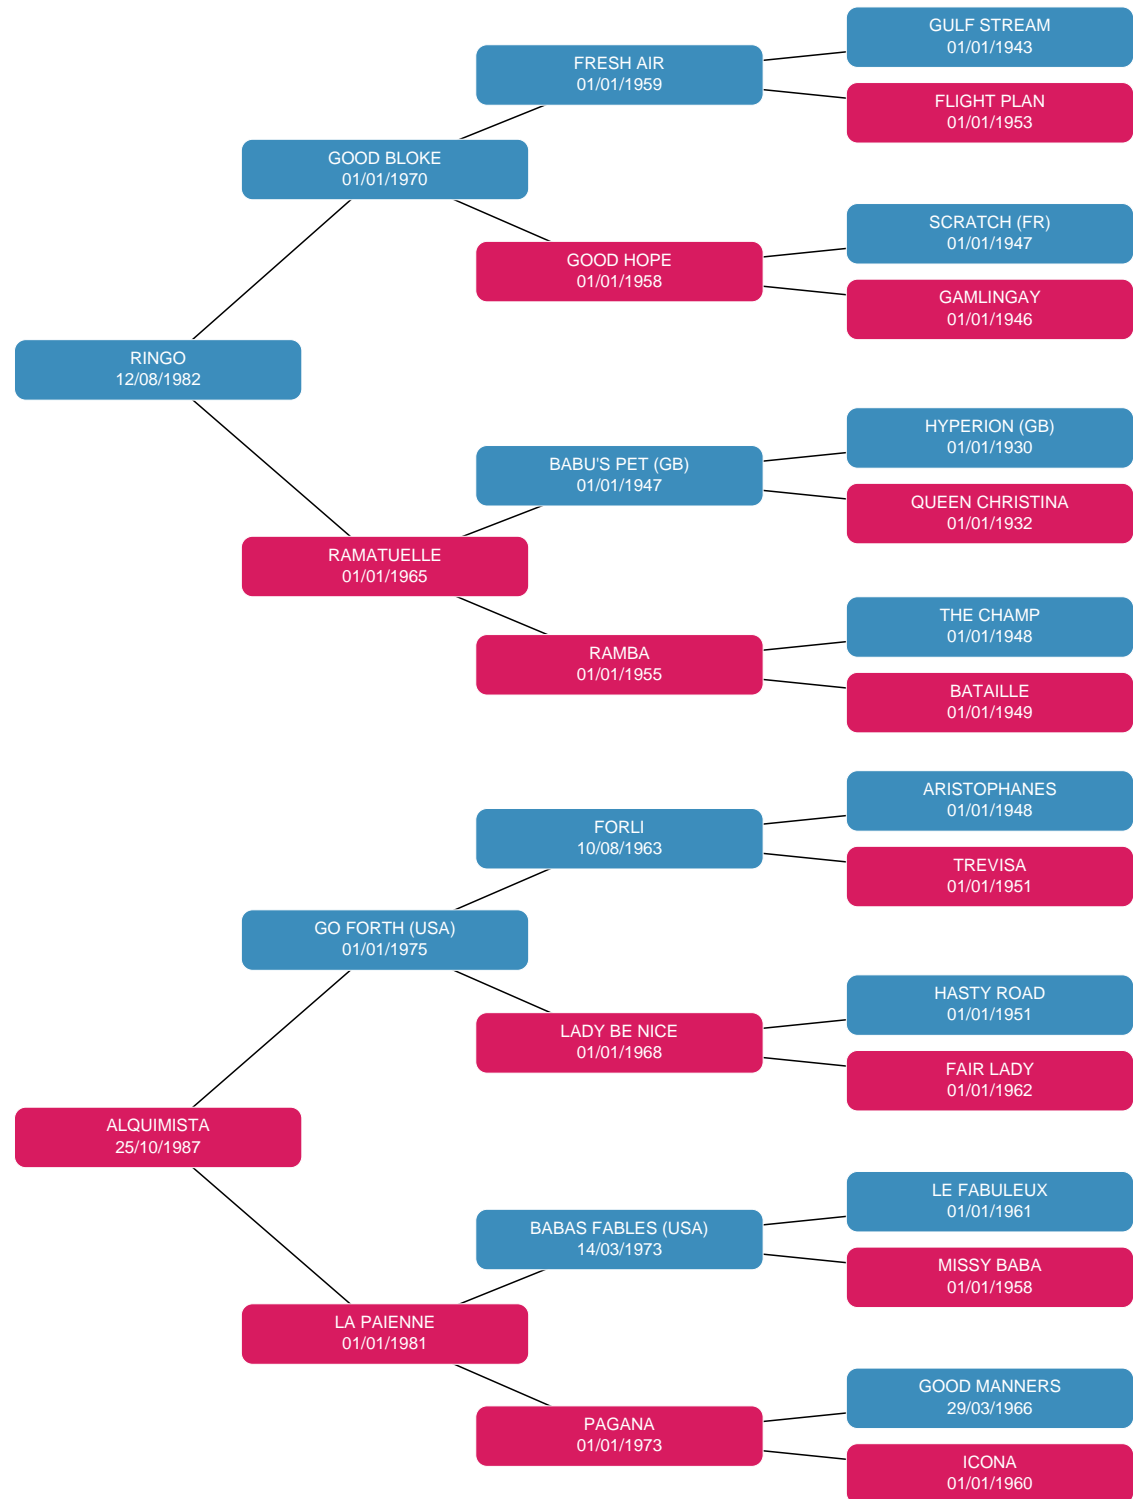 GULF STREAM
01/01/1943
FRESH AIR
01/01/1959
FLIGHT PLAN
01/01/1953
GOOD BLOKE
01/01/1970
SCRATCH (FR)
01/01/1947
GOOD HOPE
01/01/1958
GAMLINGAY
01/01/1946
RINGO
12/08/1982
HYPERION (GB)
01/01/1930
BABU'S PET (GB)
01/01/1947
QUEEN CHRISTINA
01/01/1932
RAMATUELLE
01/01/1965
THE CHAMP
01/01/1948
RAMBA
01/01/1955
BATAILLE
01/01/1949
ARISTOPHANES
01/01/1948
FORLI
10/08/1963
TREVISA
01/01/1951
GO FORTH (USA)
01/01/1975
HASTY ROAD
01/01/1951
LADY BE NICE
01/01/1968
FAIR LADY
01/01/1962
ALQUIMISTA
25/10/1987
LE FABULEUX
01/01/1961
BABAS FABLES (USA)
14/03/1973
MISSY BABA
01/01/1958
LA PAIENNE
01/01/1981
GOOD MANNERS
29/03/1966
PAGANA
01/01/1973
ICONA
01/01/1960